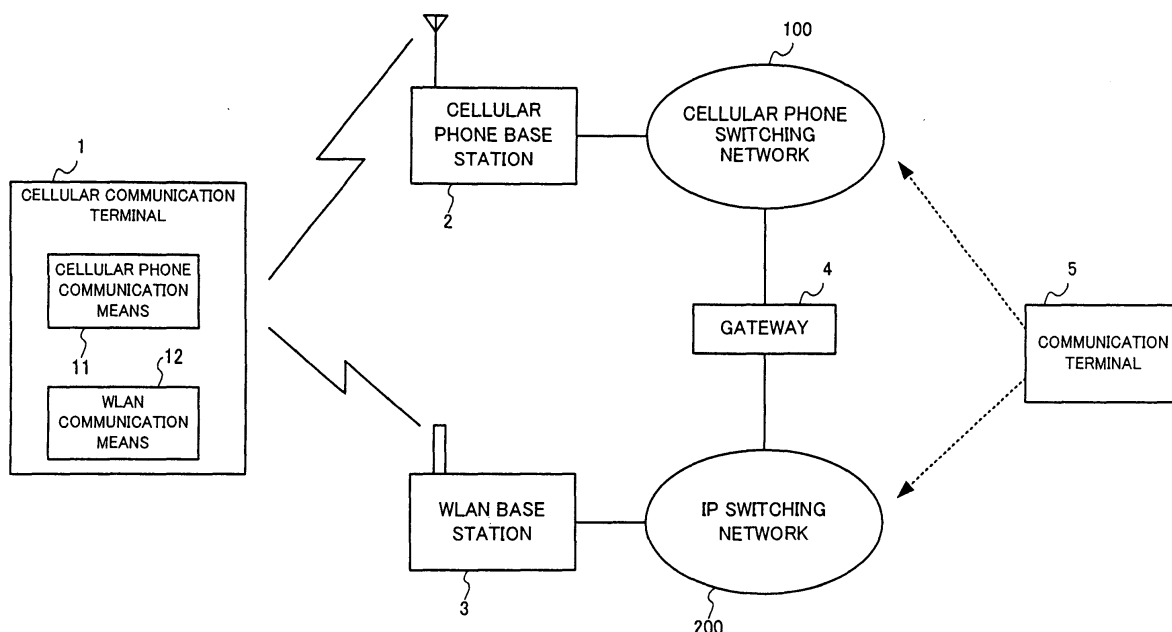 1
CELLULAR COMMUNICATION
TERMINAL
CELLULAR PHONE
COMMUNICATION
MEANS
11
12
WLAN
COMMUNICATION
MEANS
CELLULAR
PHONE BASE
STATION
2
100
CELLULAR PHONE
SWITCHING
NETWORK
4
GATEWAY
5
COMMUNICATION
TERMINAL
WLAN BASE
STATION
3
IP SWITCHING
NETWORK
200